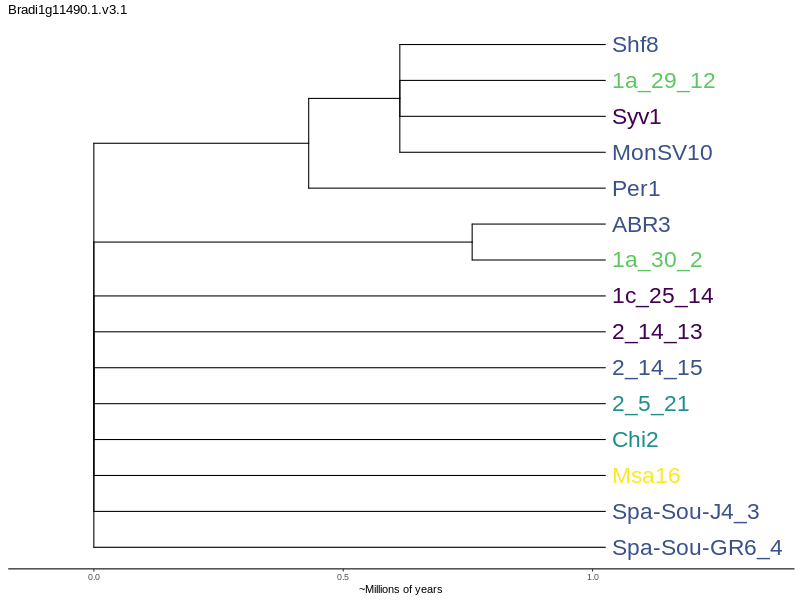 Bradi1g11490.1.v3.1
Shf8
1a_29_12
Syv1
MonSV10
Per1
ABR3
1a_30_2
1c_25_14
2_14_13
2_14_15
2_5_21
Chi2
Msa16
Spa-Sou-J4_3
Spa-Sou-GR6_4
0.0 0.5 1.0
~Millions of years